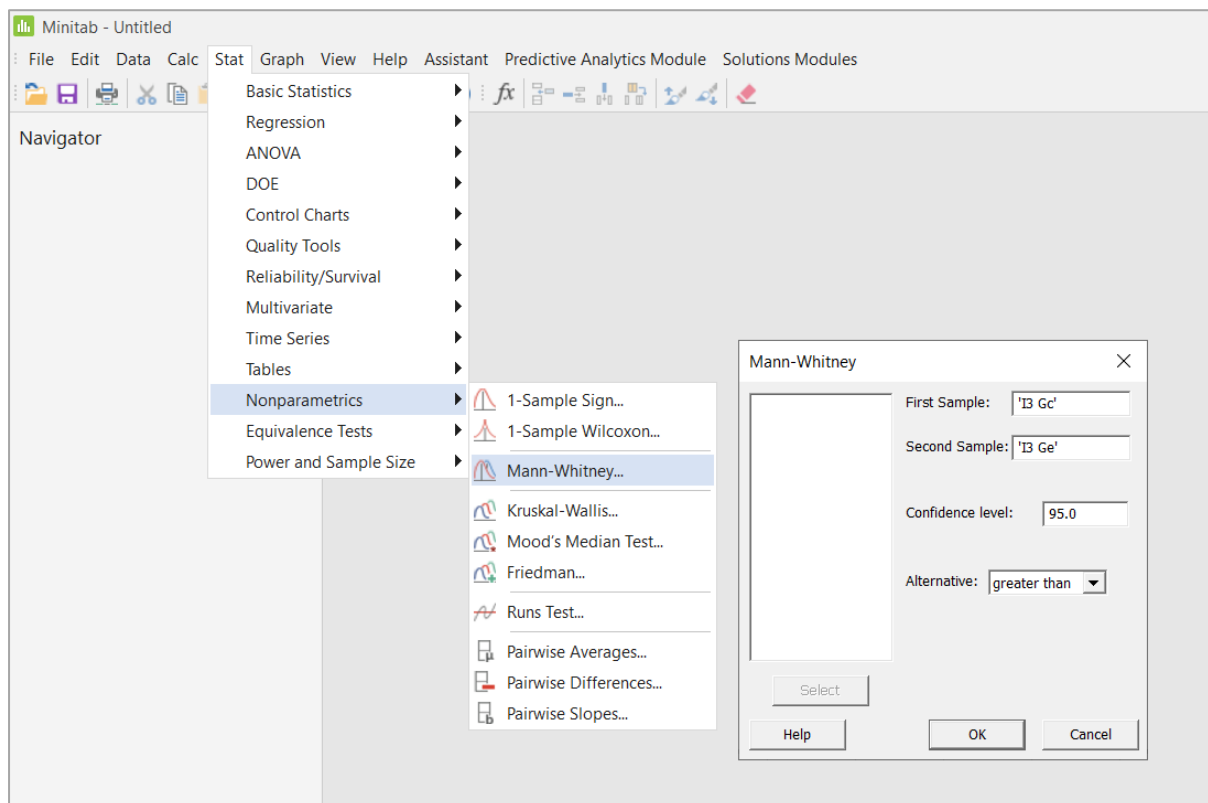 Minitab - Untitled
File Edit Data Calc Stat Graph View Help Assistant Predictive Analytics Module Solutions Modules
fx
Navigator
Basic Statistics
Regression
ANOVA
DOE
Control Charts
Quality Tools
Reliability/Survival
Multivariate
Time Series
Tables
Nonparametrics
Equivalence Tests
Power and Sample Size
1-Sample Sign...
1-Sample Wilcoxon...
Mann-Whitney...
Kruskal-Wallis...
Mood's Median Test...
Friedman...
Runs Test...
Pairwise Averages...
Pairwise Differences...
Pairwise Slopes...
Mann-Whitney
First Sample: 'I3 Gc'
Second Sample: 'I3 Ge'
Confidence level: 95.0
Alternative: greater than
Select
Help OK Cancel